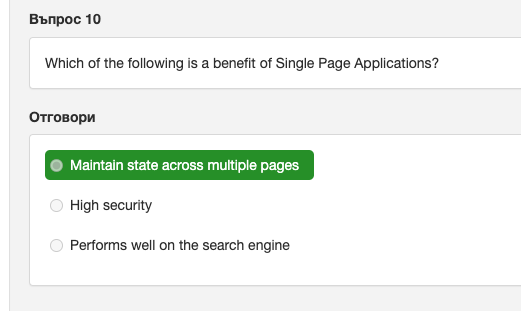 Въпрос 10
Which of the following is a benefit of Single Page Applications?
Отговори
Maintain state across multiple pages
High security
Performs well on the search engine